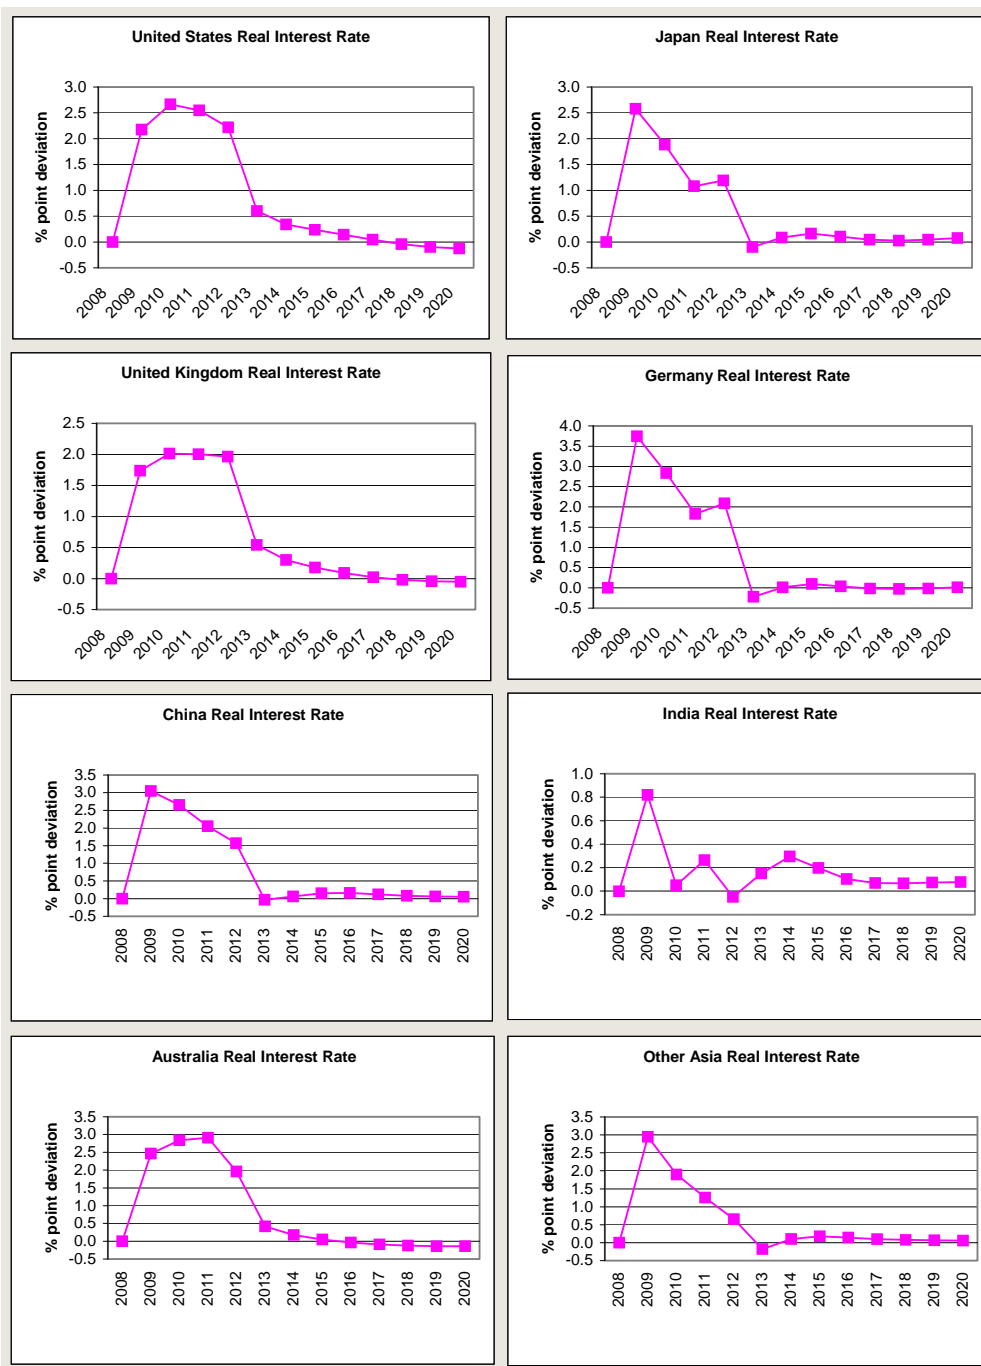 United States Real Interest Rate
% point deviation
3.0
2.5
2.0
1.5
1.0
0.5
0.0
-0.5
2008 2009 2010 2011 2012 2013 2014 2015 2016 2017 2018 2019 2020
Japan Real Interest Rate
% point deviation
3.0
2.5
2.0
1.5
1.0
0.5
0.0
-0.5
2008 2009 2010 2011 2012 2013 2014 2015 2016 2017 2018 2019 2020
United Kingdom Real Interest Rate
% point deviation
2.5
2.0
1.5
1.0
0.5
0.0
-0.5
2008 2009 2010 2011 2012 2013 2014 2015 2016 2017 2018 2019 2020
Germany Real Interest Rate
% point deviation
4.0
3.5
3.0
2.5
2.0
1.5
1.0
0.5
0.0
-0.5
2008 2009 2010 2011 2012 2013 2014 2015 2016 2017 2018 2019 2020
China Real Interest Rate
% point deviation
3.5
3.0
2.5
2.0
1.5
1.0
0.5
0.0
-0.5
2008 2009 2010 2011 2012 2013 2014 2015 2016 2017 2018 2019 2020
India Real Interest Rate
% point deviation
1.0
0.8
0.6
0.4
0.2
0.0
-0.2
2008 2009 2010 2011 2012 2013 2014 2015 2016 2017 2018 2019 2020
Australia Real Interest Rate
% point deviation
3.5
3.0
2.5
2.0
1.5
1.0
0.5
0.0
-0.5
2008 2009 2010 2011 2012 2013 2014 2015 2016 2017 2018 2019 2020
Other Asia Real Interest Rate
% point deviation
3.5
3.0
2.5
2.0
1.5
1.0
0.5
0.0
-0.5
2008 2009 2010 2011 2012 2013 2014 2015 2016 2017 2018 2019 2020